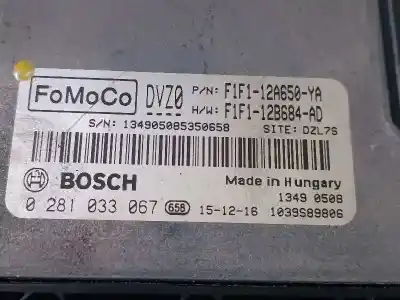 FoMoCo DVZ0 P/N: F1F1-12A650-YA
H/W: F1F1-12B684-AD
S/N: 134905085350658 SITE: DZL7S
BOSCH Made in Hungary
1349 0508
0 281 033 067 658 15-12-16 1039S89806